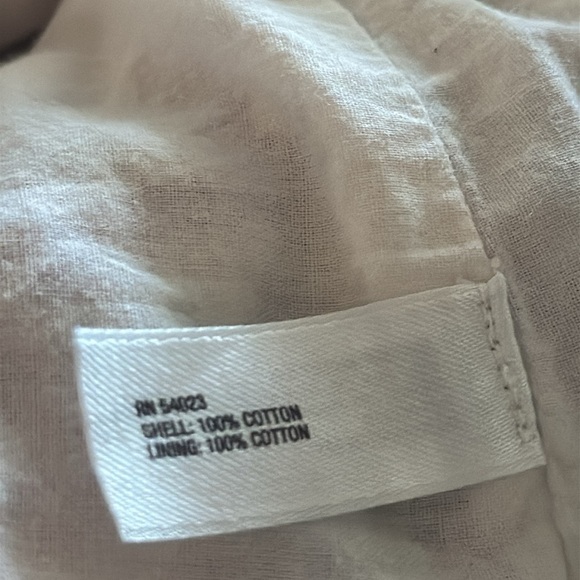 RN 54023
SHELL: 100% COTTON
LINING: 100% COTTON